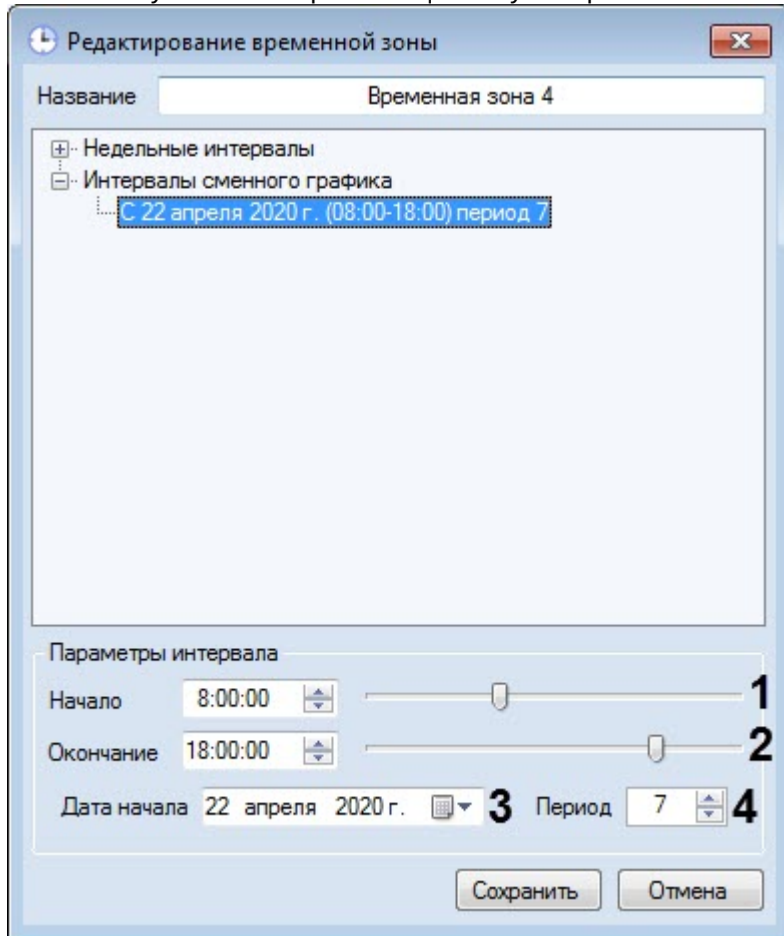 Редактирование временной зоны
Название Временная зона 4
Недельные интервалы
Интервалы сменного графика
С 22 апреля 2020 г. (08:00-18:00) период 7
Параметры интервала
Начало 8:00:00 1
Окончание 18:00:00 2
Дата начала 22 апреля 2020 г. 3 Период 7 4
Сохранить Отмена